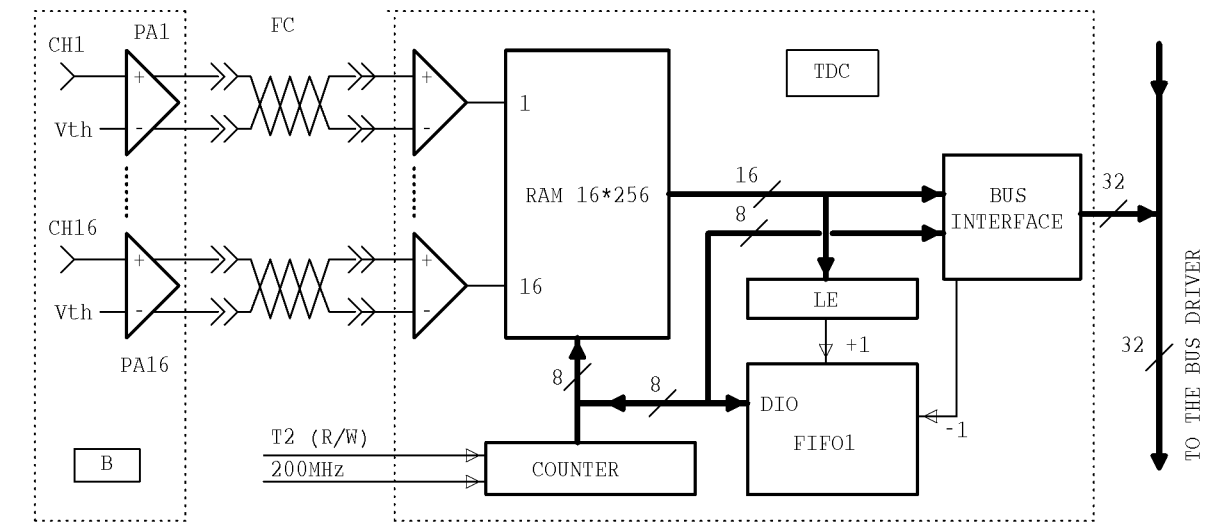 PA1
FC
CH1
+
-
Vth
+
-
1
TDC
RAM 16*256
16
8
BUS
INTERFACE
32
CH16
+
-
Vth
PA16
+
-
16
LE
+1
8
8
DIO
FIFO1
-1
32
TO THE BUS DRIVER
T2 (R/W)
200MHz
COUNTER
B